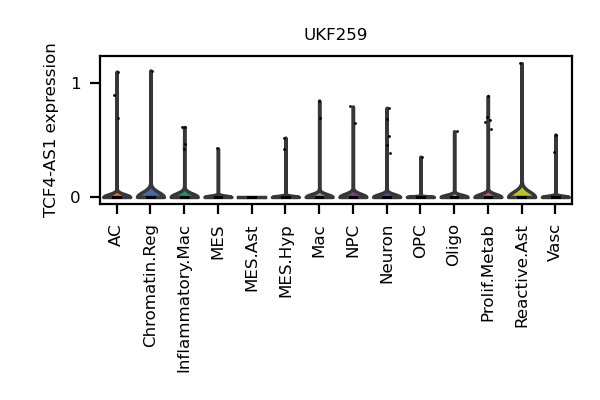 UKF259
TCF4-AS1 expression
1
0
AC
Chromatin.Reg
Inflammatory.Mac
MES
MES.Ast
MES.Hyp
Mac
NPC
Neuron
OPC
Oligo
Prolif.Metab
Reactive.Ast
Vasc